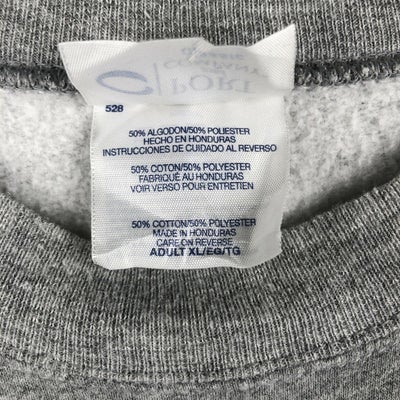 PORT
COMPANY
528
50% ALGODON/50% POLIESTER
HECHO EN HONDURAS
INSTRUCCIONES DE CUIDADO AL REVERSO
50% COTON/50% POLYESTER
FABRIQUÉ AU HONDURAS
VOIR VERSO POUR ENTRETIEN
50% COTTON/50% POLYESTER
MADE IN HONDURAS
CARE ON REVERSE
ADULT XL/EG/TG